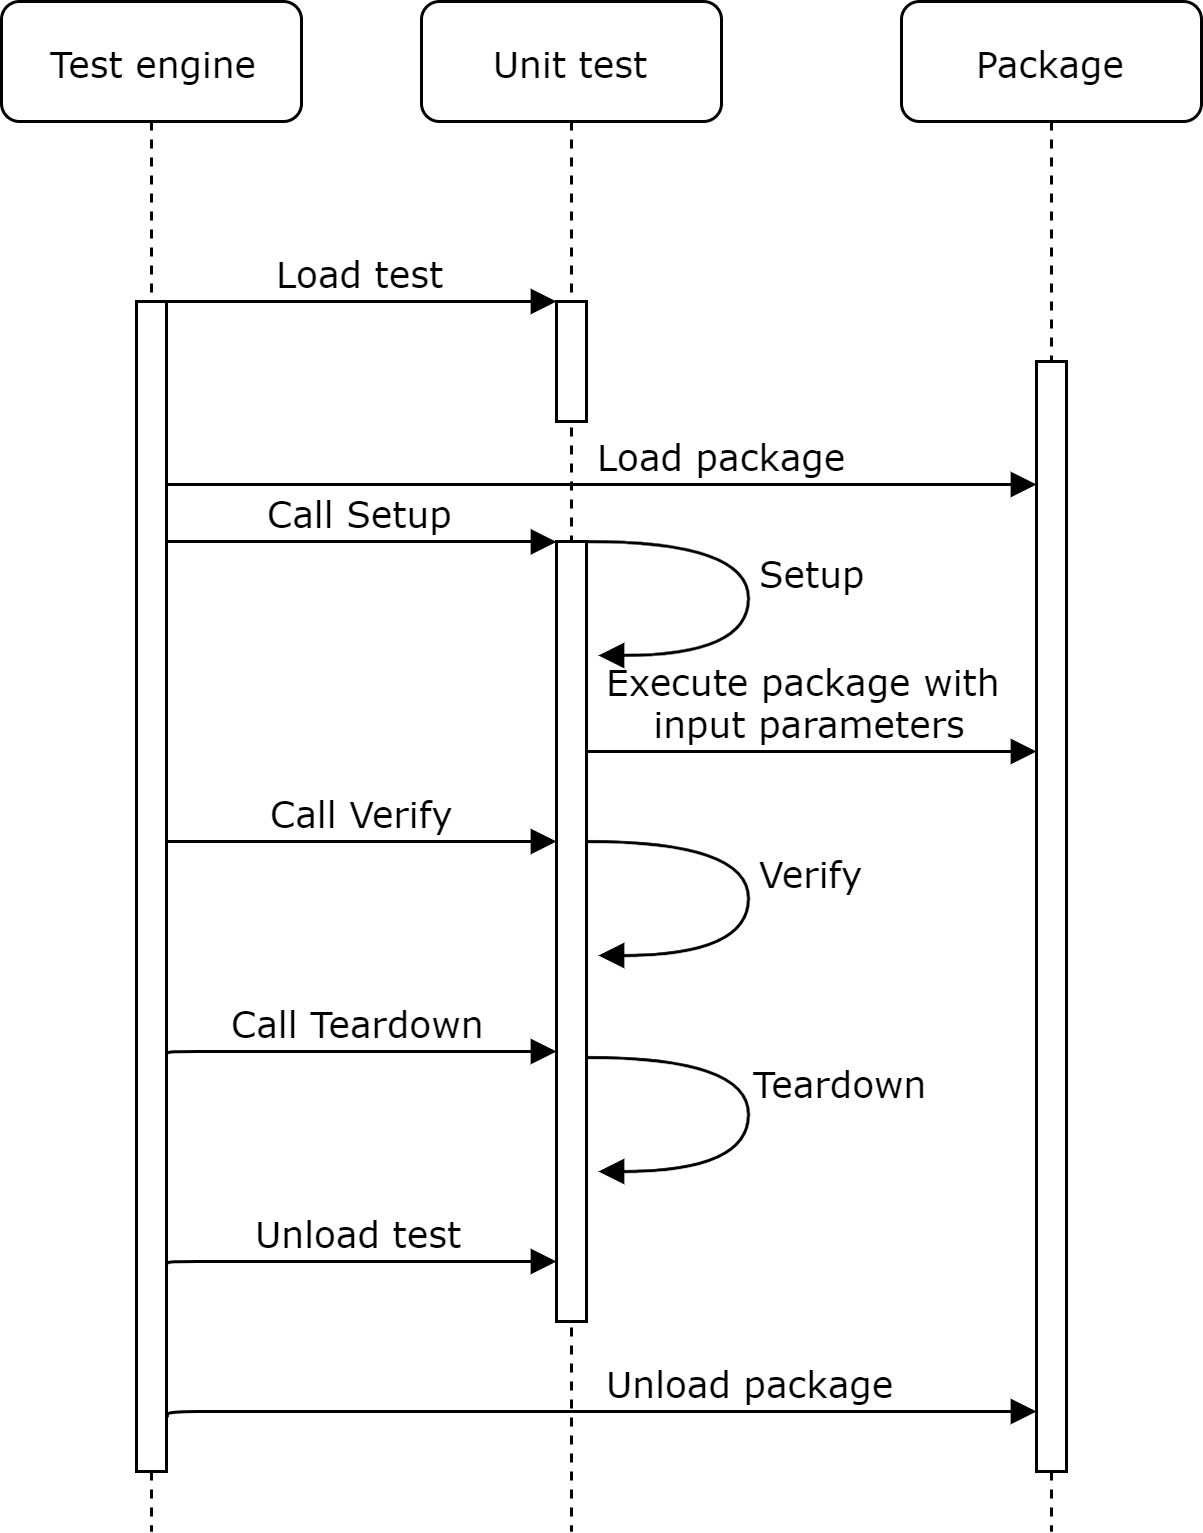 Test engine
Unit test
Package
Load test
Load package
Call Setup
Setup
Execute package with
input parameters
Call Verify
Verify
Call Teardown
Teardown
Unload test
Unload package